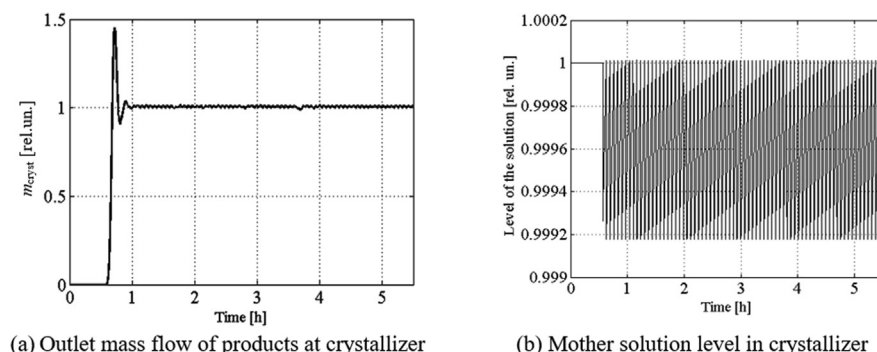 1.5
1
0.5
0
m_cryst [rel.un.]
0 1 2 3 4 5
Time [h]
(a) Outlet mass flow of products at crystallizer
1.0002
1
0.9998
0.9996
0.9994
0.9992
0.999
Level of the solution [rel. un.]
0 1 2 3 4 5
Time [h]
(b) Mother solution level in crystallizer